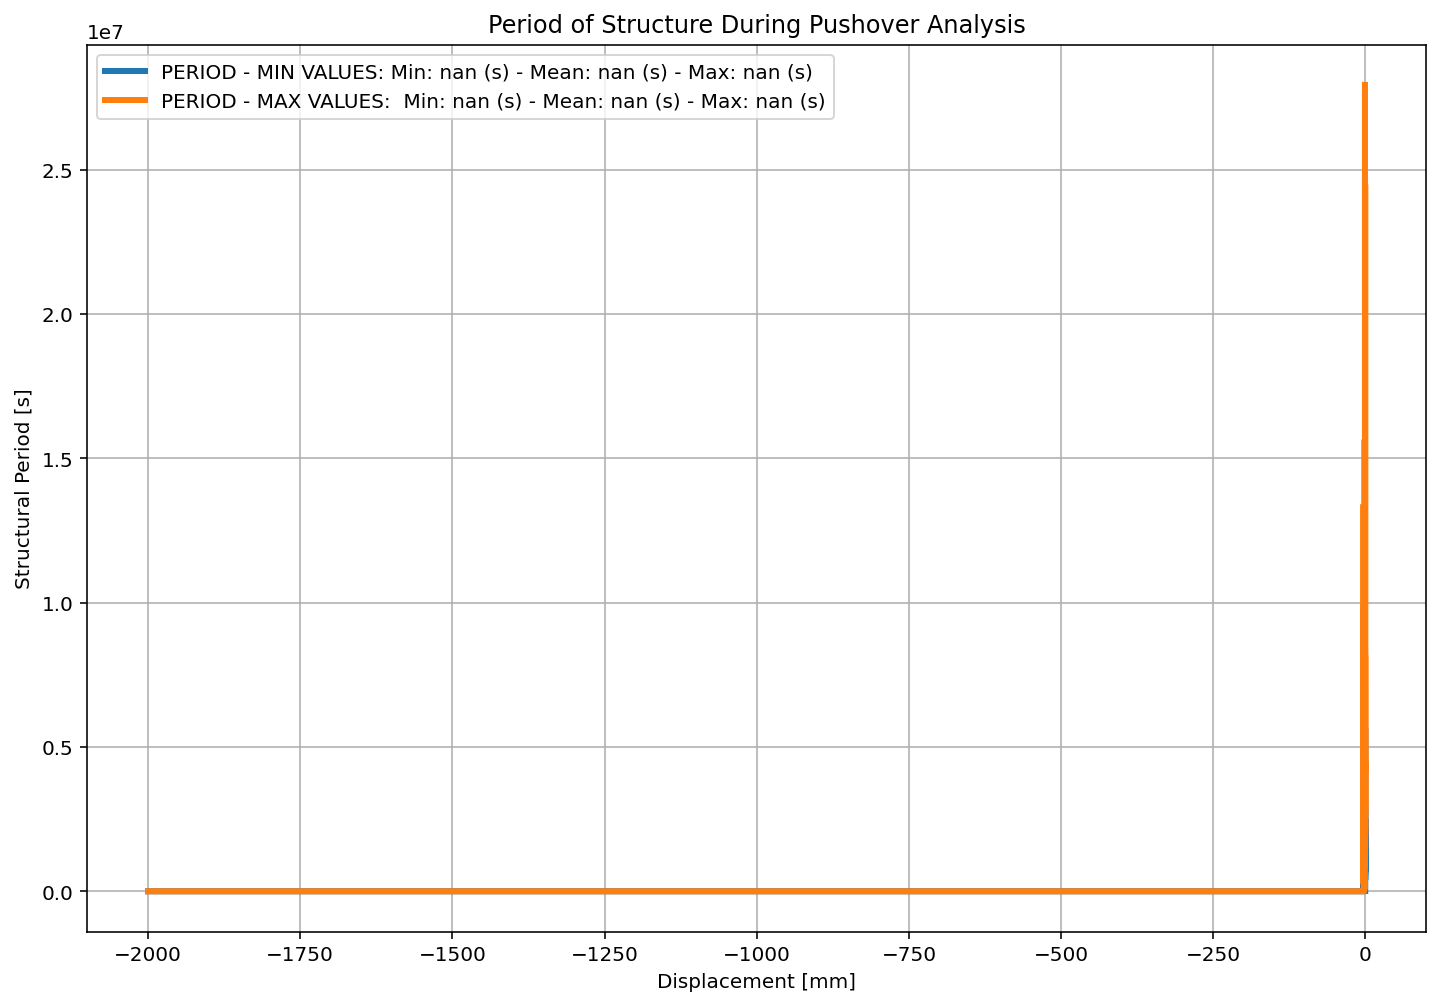 Period of Structure During Pushover Analysis
1e7
PERIOD - MIN VALUES: Min: nan (s) - Mean: nan (s) - Max: nan (s)
PERIOD - MAX VALUES:  Min: nan (s) - Mean: nan (s) - Max: nan (s)
2.5
2.0
1.5
1.0
0.5
0.0
Structural Period [s]
−2000
−1750
−1500
−1250
−1000
−750
−500
−250
0
Displacement [mm]